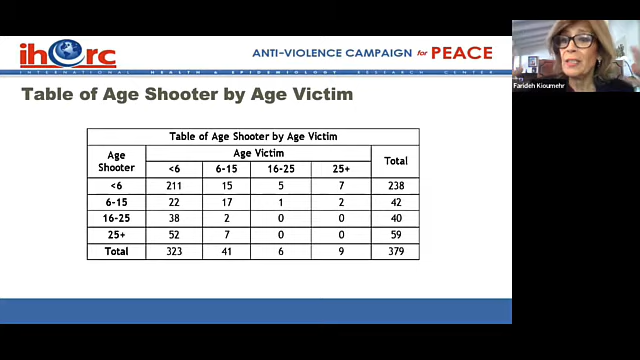 iherc
ANTI-VIOLENCE CAMPAIGN for PEACE
INTERNATIONAL HEALTH & EPIDEMIOLOGY RESEARCH CENTER
Table of Age Shooter by Age Victim
Table of Age Shooter by Age Victim
Age Shooter Age Victim Total
<6 6-15 16-25 25+
<6 211 15 5 7 238
6-15 22 17 1 2 42
16-25 38 2 0 0 40
25+ 52 7 0 0 59
Total 323 41 6 9 379
Farideh Kioumehr